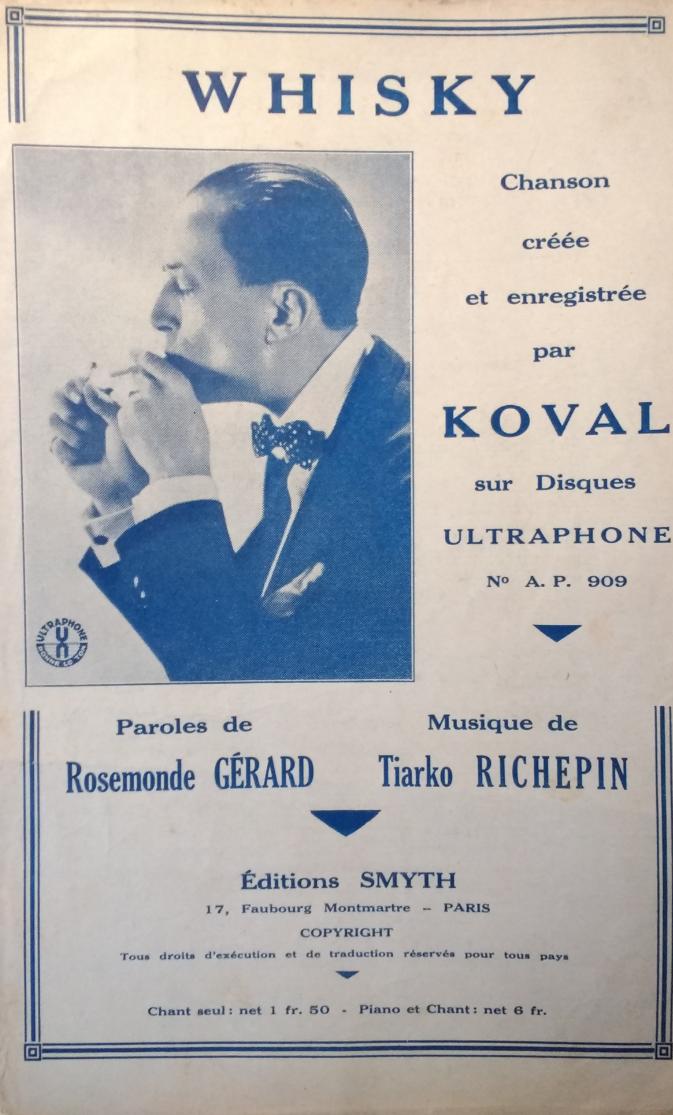 WHISKY
Chanson
créée
et enregistrée
par
KOVAL
sur Disques
ULTRAPHONE
Nº A. P. 909
ULTRAPHONE
Paroles de
Rosemonde GÉRARD
Musique de
Tiarko RICHEPIN
Éditions SMYTH
17, Faubourg Montmartre – PARIS
COPYRIGHT
Tous droits d'exécution et de traduction réservés pour tous pays
Chant seul : net 1 fr. 50 - Piano et Chant : net 6 fr.